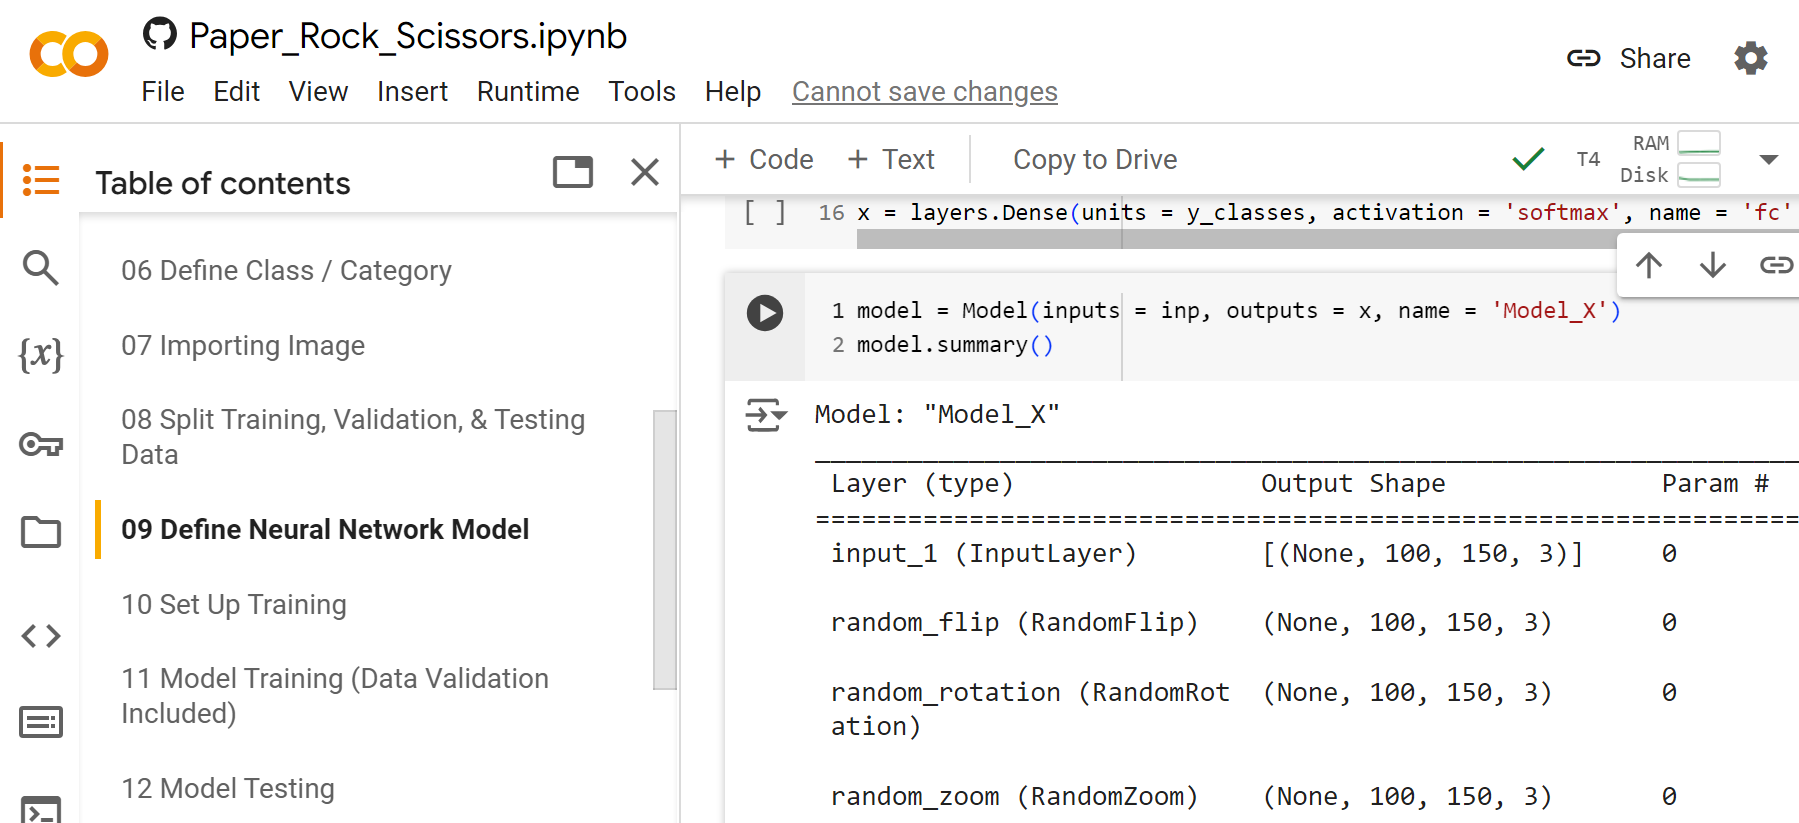 Paper_Rock_Scissors.ipynb
File Edit View Insert Runtime Tools Help Cannot save changes
Share
Table of contents
06 Define Class / Category
07 Importing Image
08 Split Training, Validation, & Testing
Data
09 Define Neural Network Model
10 Set Up Training
11 Model Training (Data Validation
Included)
12 Model Testing
+ Code + Text Copy to Drive
T4
RAM
Disk
[ ] 16 x = layers.Dense(units = y_classes, activation = 'softmax', name = 'fc'
1 model = Model(inputs = inp, outputs = x, name = 'Model_X')
2 model.summary()
Model: "Model_X"
Layer (type) Output Shape Param #
input_1 (InputLayer) [(None, 100, 150, 3)] 0
random_flip (RandomFlip) (None, 100, 150, 3) 0
random_rotation (RandomRot (None, 100, 150, 3) 0
ation)
random_zoom (RandomZoom) (None, 100, 150, 3) 0